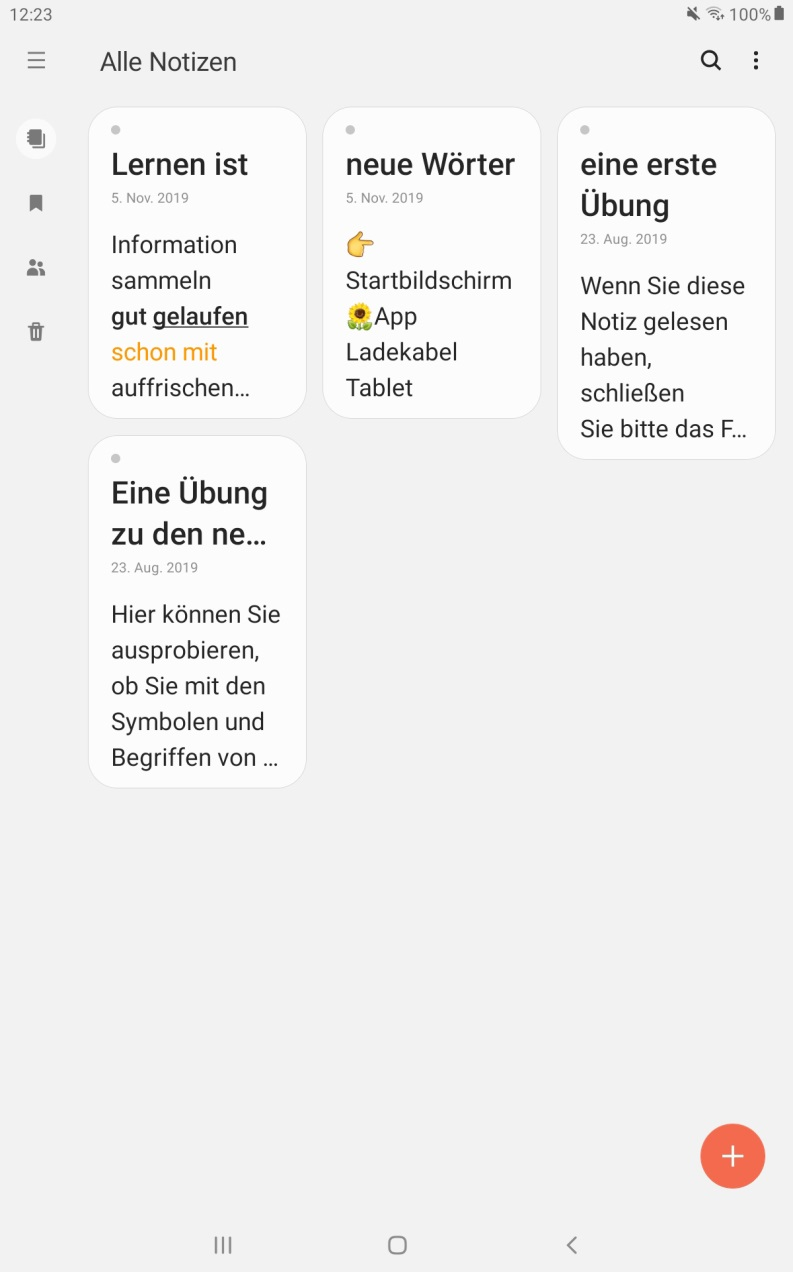 12:23
100%
Alle Notizen
Lernen ist
5. Nov. 2019
Information
sammeln
gut gelaufen
schon mit
auffrischen…
neue Wörter
5. Nov. 2019
👉
Startbildschirm
🌻App
Ladekabel
Tablet
eine erste
Übung
23. Aug. 2019
Wenn Sie diese
Notiz gelesen
haben,
schließen
Sie bitte das F…
Eine Übung
zu den ne…
23. Aug. 2019
Hier können Sie
ausprobieren,
ob Sie mit den
Symbolen und
Begriffen von …